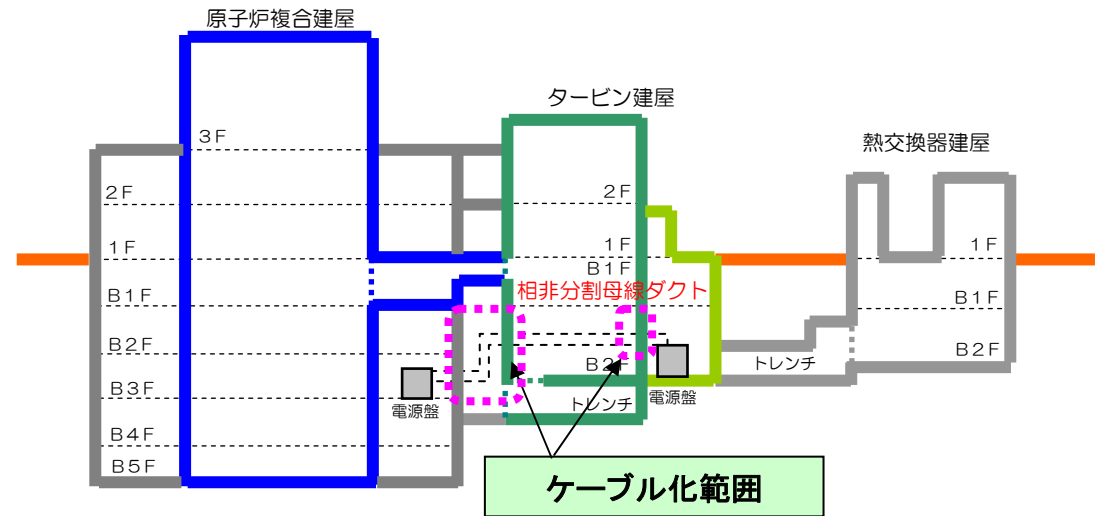 原子炉複合建屋
タービン建屋
熱交換器建屋
3F
2F
1F
B1F
B2F
B3F
B4F
B5F
2F
1F
B1F
相非分割母線ダクト
B2F
トレンチ
電源盤
電源盤
トレンチ
1F
B1F
B2F
ケーブル化範囲